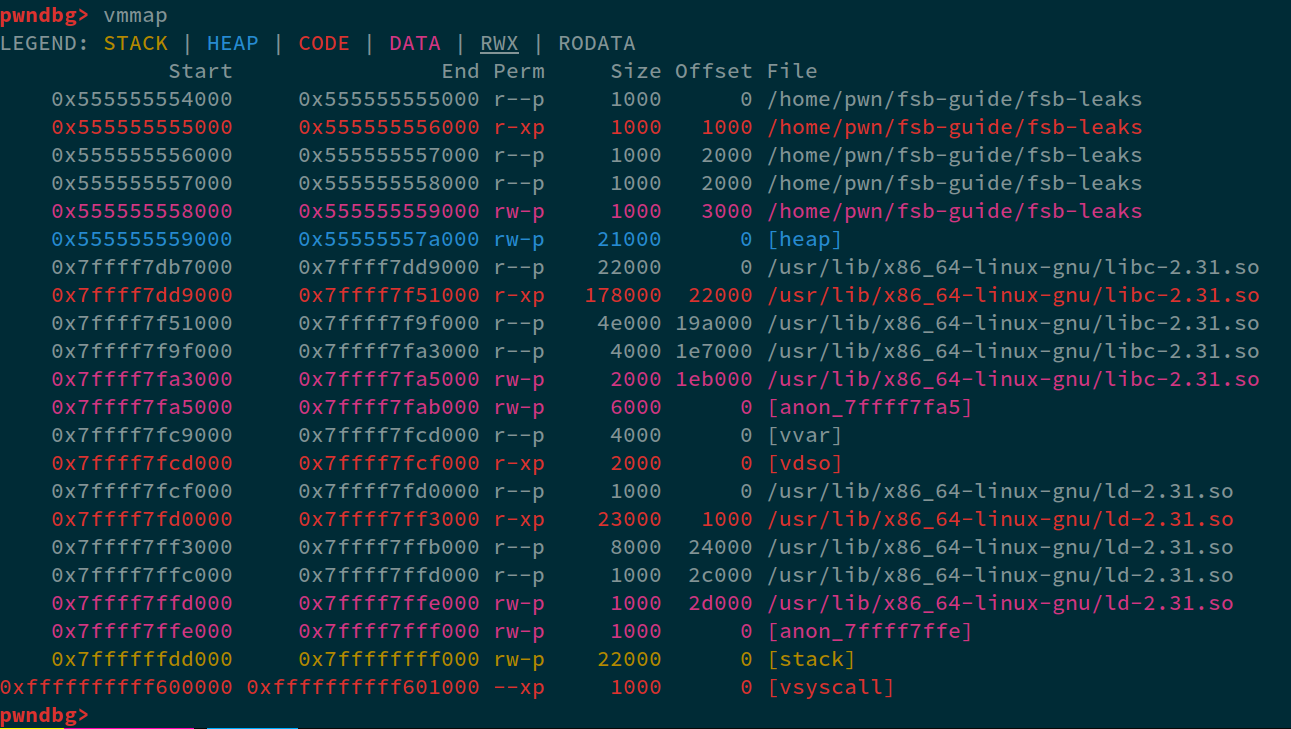 pwndbg> vmmap
LEGEND: STACK | HEAP | CODE | DATA | RWX | RODATA
Start End Perm Size Offset File
0x555555554000 0x555555555000 r--p 1000 0 /home/pwn/fsb-guide/fsb-leaks
0x555555555000 0x555555556000 r-xp 1000 1000 /home/pwn/fsb-guide/fsb-leaks
0x555555556000 0x555555557000 r--p 1000 2000 /home/pwn/fsb-guide/fsb-leaks
0x555555557000 0x555555558000 r--p 1000 2000 /home/pwn/fsb-guide/fsb-leaks
0x555555558000 0x555555559000 rw-p 1000 3000 /home/pwn/fsb-guide/fsb-leaks
0x555555559000 0x55555557a000 rw-p 21000 0 [heap]
0x7ffff7db7000 0x7ffff7dd9000 r--p 22000 0 /usr/lib/x86_64-linux-gnu/libc-2.31.so
0x7ffff7dd9000 0x7ffff7f51000 r-xp 178000 22000 /usr/lib/x86_64-linux-gnu/libc-2.31.so
0x7ffff7f51000 0x7ffff7f9f000 r--p 4e000 19a000 /usr/lib/x86_64-linux-gnu/libc-2.31.so
0x7ffff7f9f000 0x7ffff7fa3000 r--p 4000 1e7000 /usr/lib/x86_64-linux-gnu/libc-2.31.so
0x7ffff7fa3000 0x7ffff7fa5000 rw-p 2000 1eb000 /usr/lib/x86_64-linux-gnu/libc-2.31.so
0x7ffff7fa5000 0x7ffff7fab000 rw-p 6000 0 [anon_7ffff7fa5]
0x7ffff7fc9000 0x7ffff7fcd000 r--p 4000 0 [vvar]
0x7ffff7fcd000 0x7ffff7fcf000 r-xp 2000 0 [vdso]
0x7ffff7fcf000 0x7ffff7fd0000 r--p 1000 0 /usr/lib/x86_64-linux-gnu/ld-2.31.so
0x7ffff7fd0000 0x7ffff7ff3000 r-xp 23000 1000 /usr/lib/x86_64-linux-gnu/ld-2.31.so
0x7ffff7ff3000 0x7ffff7ffb000 r--p 8000 24000 /usr/lib/x86_64-linux-gnu/ld-2.31.so
0x7ffff7ffc000 0x7ffff7ffd000 r--p 1000 2c000 /usr/lib/x86_64-linux-gnu/ld-2.31.so
0x7ffff7ffd000 0x7ffff7ffe000 rw-p 1000 2d000 /usr/lib/x86_64-linux-gnu/ld-2.31.so
0x7ffff7ffe000 0x7ffff7fff000 rw-p 1000 0 [anon_7ffff7ffe]
0x7ffffffdd000 0x7ffffffff000 rw-p 22000 0 [stack]
0xffffffffff600000 0xffffffffff601000 --xp 1000 0 [vsyscall]
pwndbg>